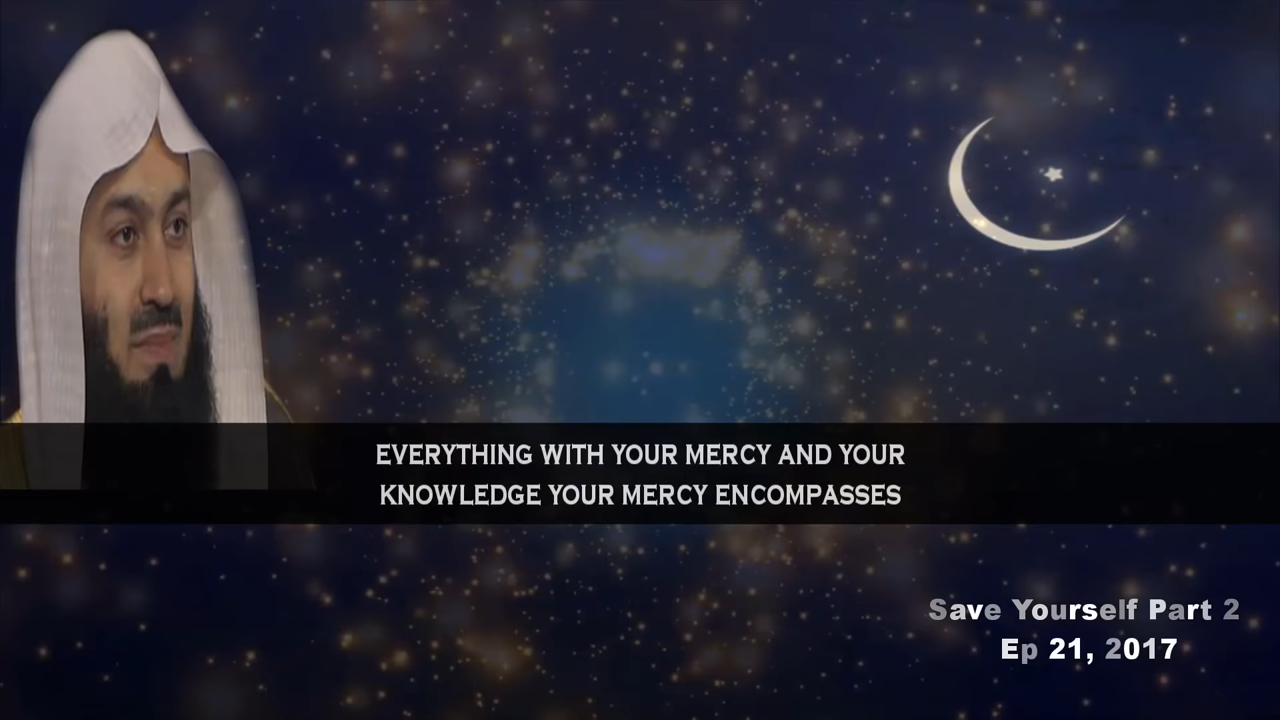 EVERYTHING WITH YOUR MERCY AND YOUR
KNOWLEDGE YOUR MERCY ENCOMPASSES
Save Yourself Part 2
Ep 21, 2017